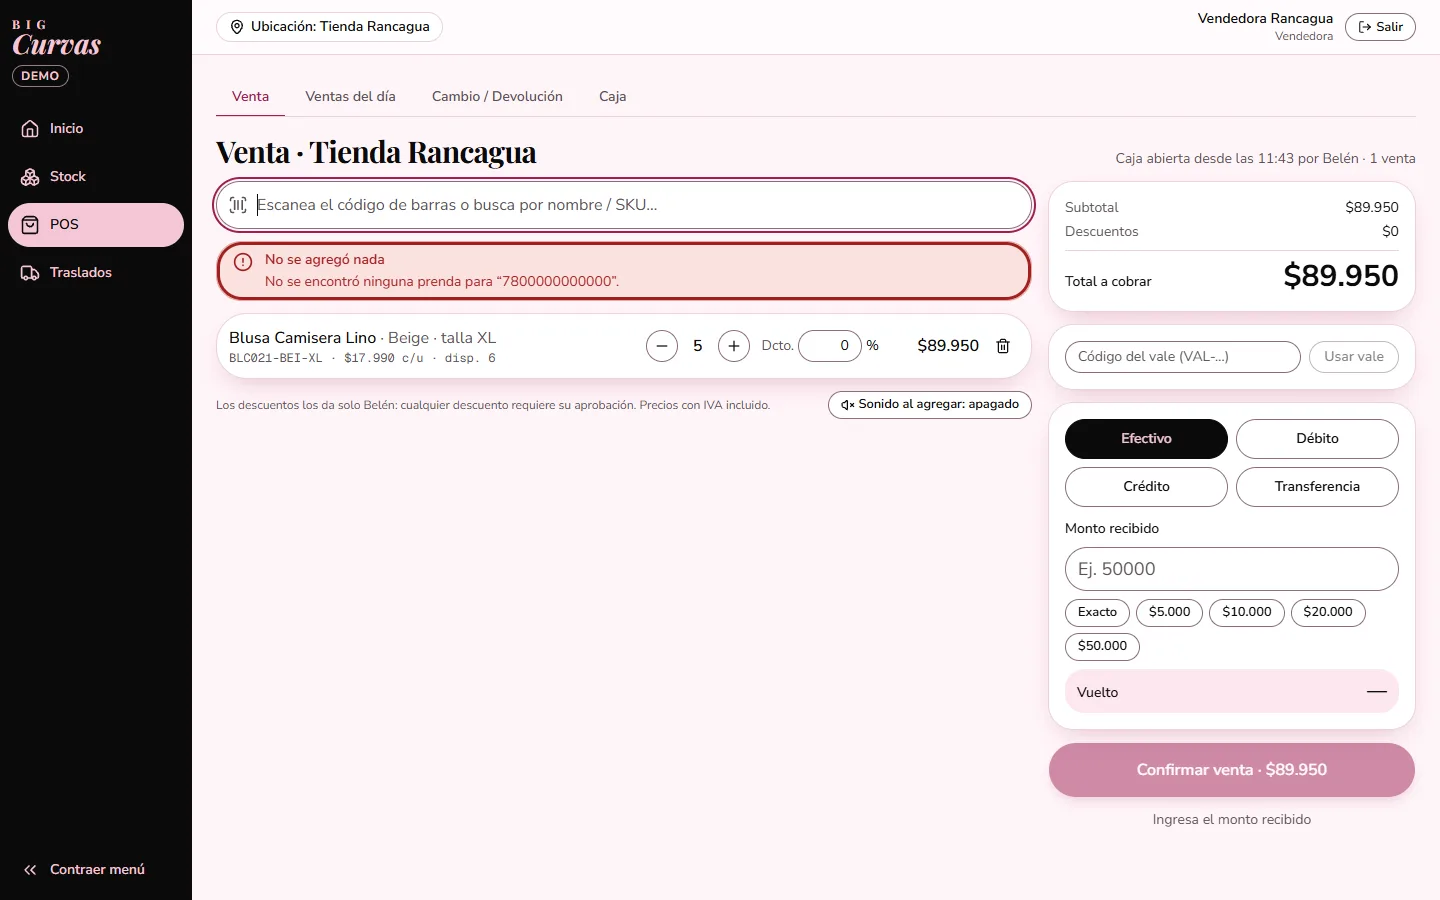 BIG
Curvas
DEMO
Inicio
Stock
POS
Traslados
Contraer menú
Ubicación: Tienda Rancagua
Vendedora Rancagua
Vendedora
Salir
Venta
Ventas del día
Cambio / Devolución
Caja
Venta · Tienda Rancagua
Caja abierta desde las 11:43 por Belén · 1 venta
Escanea el código de barras o busca por nombre / SKU...
No se agregó nada
No se encontró ninguna prenda para “7800000000000”.
Blusa Camisera Lino · Beige · talla XL
BLC021-BEI-XL · $17.990 c/u · disp. 6
− 5 +
Dcto. 0 %
$89.950
Los descuentos los da solo Belén: cualquier descuento requiere su aprobación. Precios con IVA incluido.
Sonido al agregar: apagado
Subtotal $89.950
Descuentos $0
Total a cobrar $89.950
Código del vale (VAL-...)
Usar vale
Efectivo
Débito
Crédito
Transferencia
Monto recibido
Ej. 50000
Exacto $5.000 $10.000 $20.000
$50.000
Vuelto —
Confirmar venta · $89.950
Ingresa el monto recibido